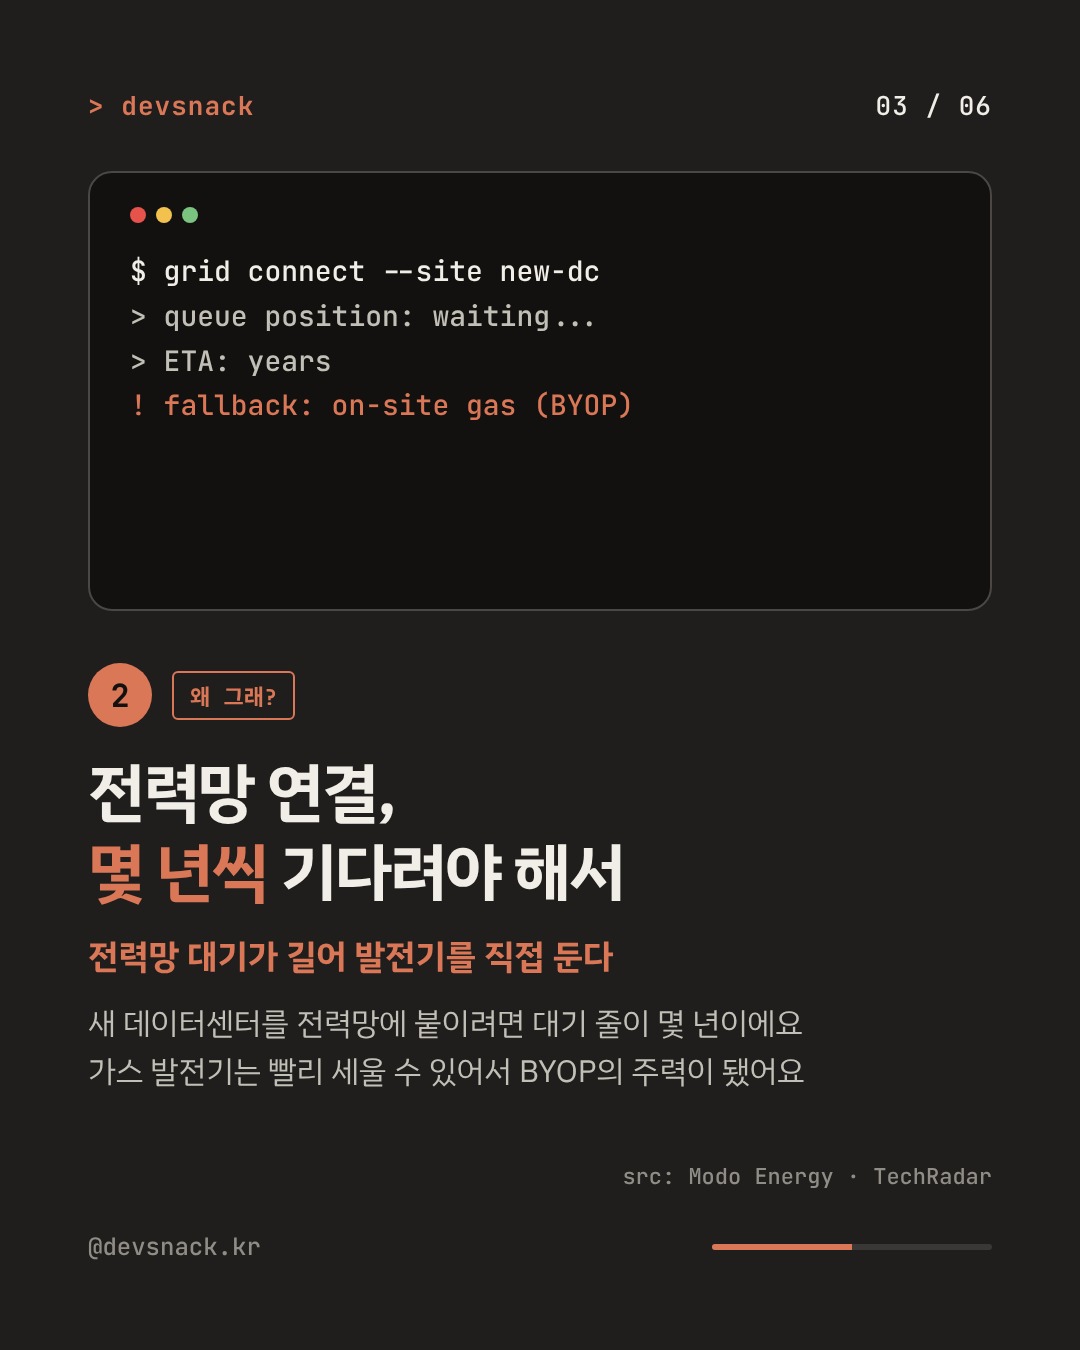 > devsnack
03 / 06
$ grid connect --site new-dc
> queue position: waiting...
> ETA: years
! fallback: on-site gas (BYOP)
2
왜 그래?
전력망 연결,
몇 년씩 기다려야 해서
전력망 대기가 길어 발전기를 직접 둔다
새 데이터센터를 전력망에 붙이려면 대기 줄이 몇 년이에요
가스 발전기는 빨리 세울 수 있어서 BYOP의 주력이 됐어요
src: Modo Energy · TechRadar
@devsnack.kr